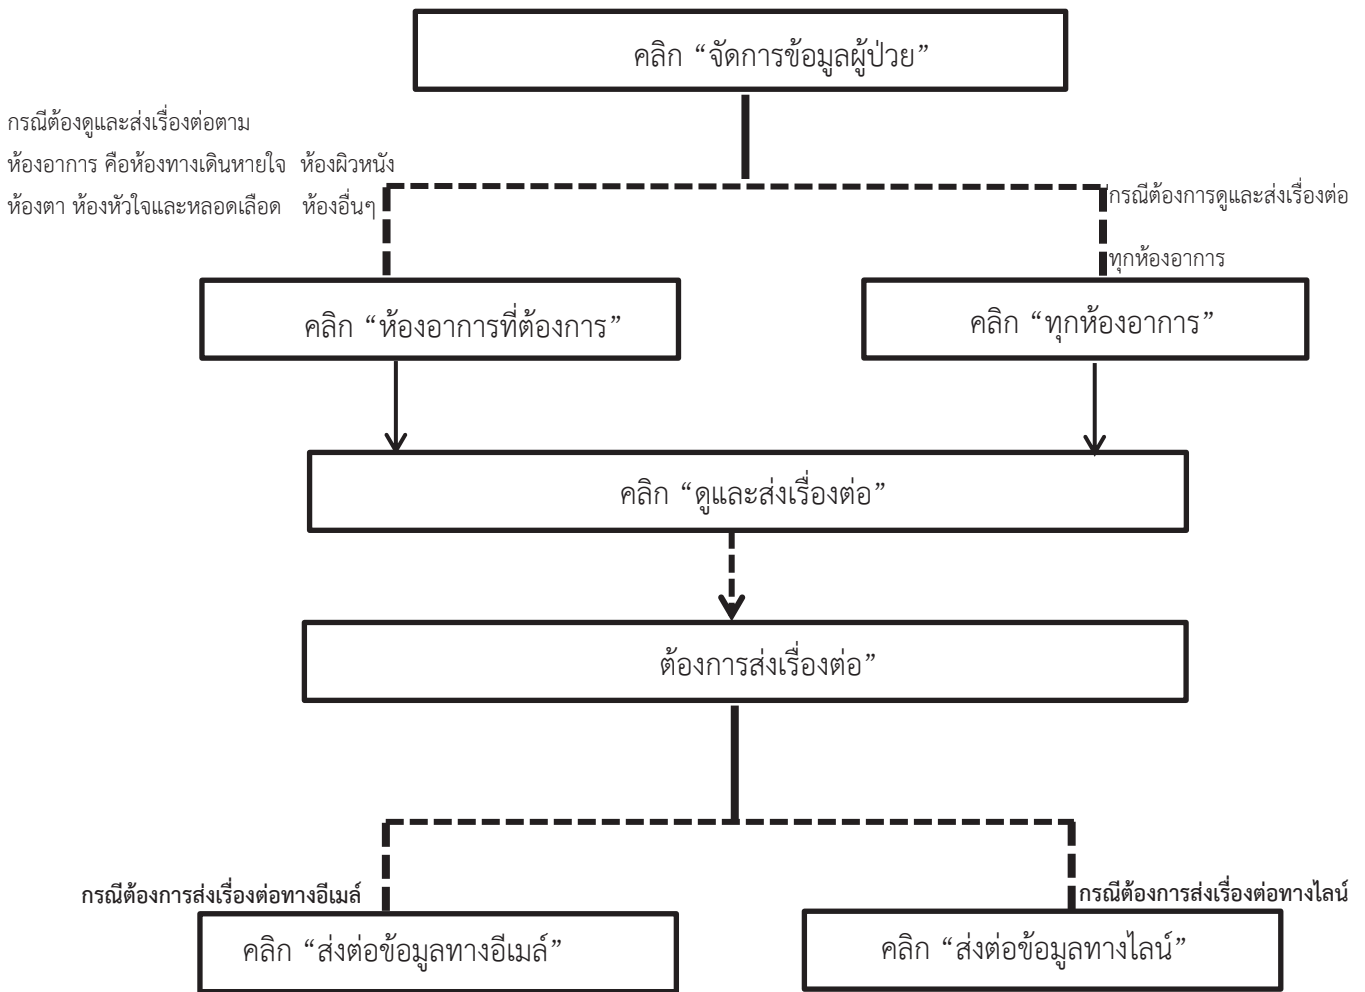 คลิก “จัดการข้อมูลผู้ป่วย”
กรณีต้องดูและส่งเรื่องต่อตาม
ห้องอาการ คือห้องทางเดินหายใจ ห้องผิวหนัง
ห้องตา ห้องหัวใจและหลอดเลือด ห้องอื่นๆ
กรณีต้องการดูและส่งเรื่องต่อ
ทุกห้องอาการ
คลิก “ห้องอาการที่ต้องการ”
คลิก “ทุกห้องอาการ”
คลิก “ดูและส่งเรื่องต่อ”
ต้องการส่งเรื่องต่อ”
กรณีต้องการส่งเรื่องต่อทางอีเมล์
กรณีต้องการส่งเรื่องต่อทางไลน์
คลิก “ส่งต่อข้อมูลทางอีเมล์”
คลิก “ส่งต่อข้อมูลทางไลน์”